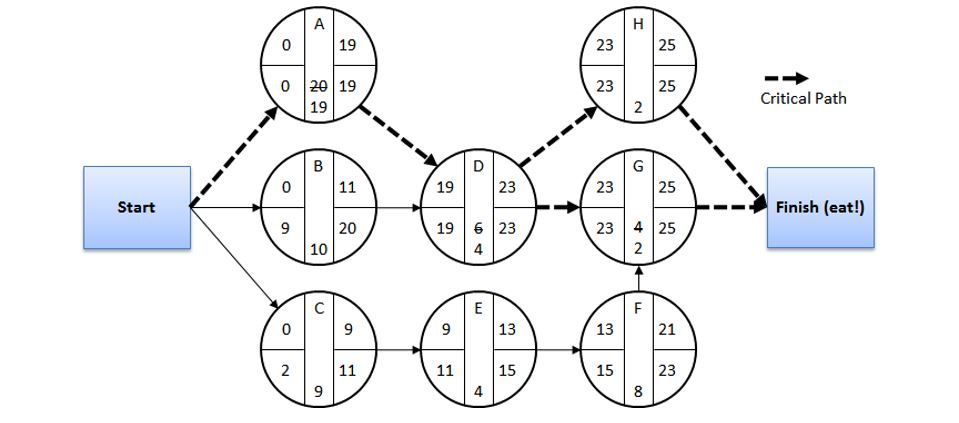 A
0 19
0 20 19
19
H
23 25
23 25
2
Critical Path
Start
B
0 11
9 20
10
D
19 23
19 6 23
4
G
23 25
23 4 25
2
Finish (eat!)
C
0 9
2 11
9
E
9 13
11 15
4
F
13 21
15 23
8